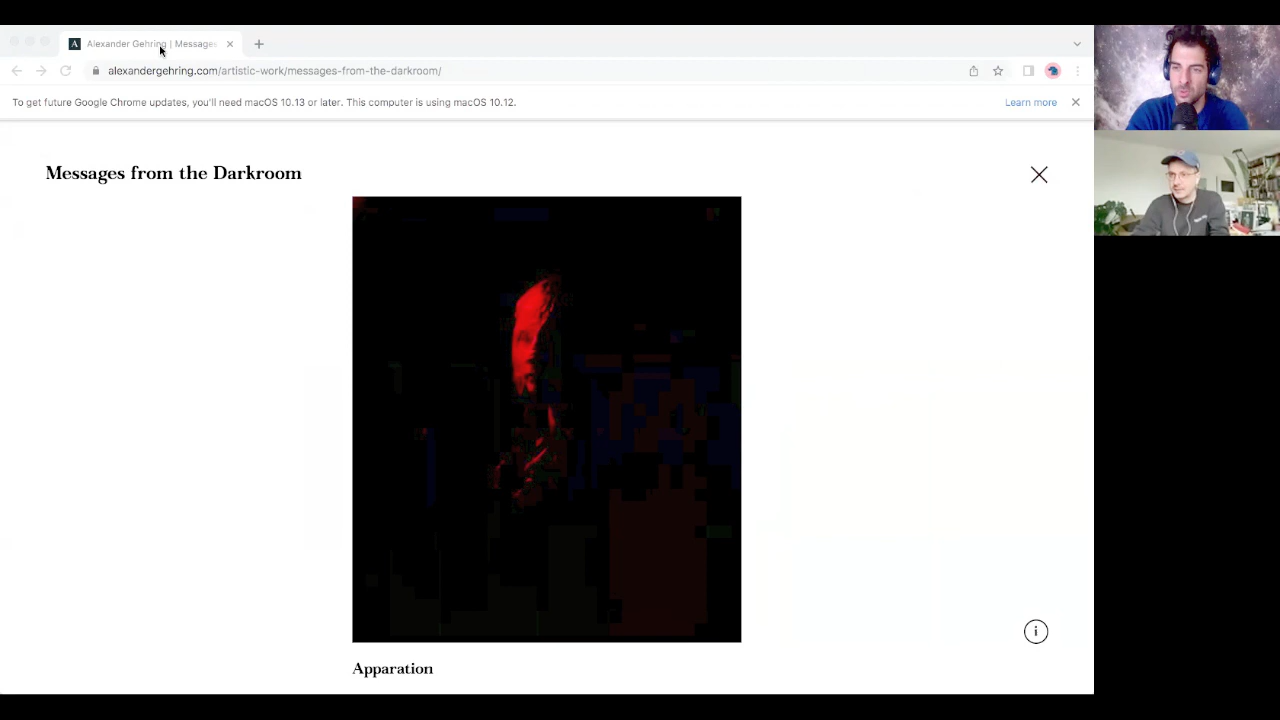 Alexander Gehring | Messages
alexandergehring.com/artistic-work/messages-from-the-darkroom/
To get future Google Chrome updates, you'll need macOS 10.13 or later. This computer is using macOS 10.12. Learn more
Messages from the Darkroom
i
Apparation